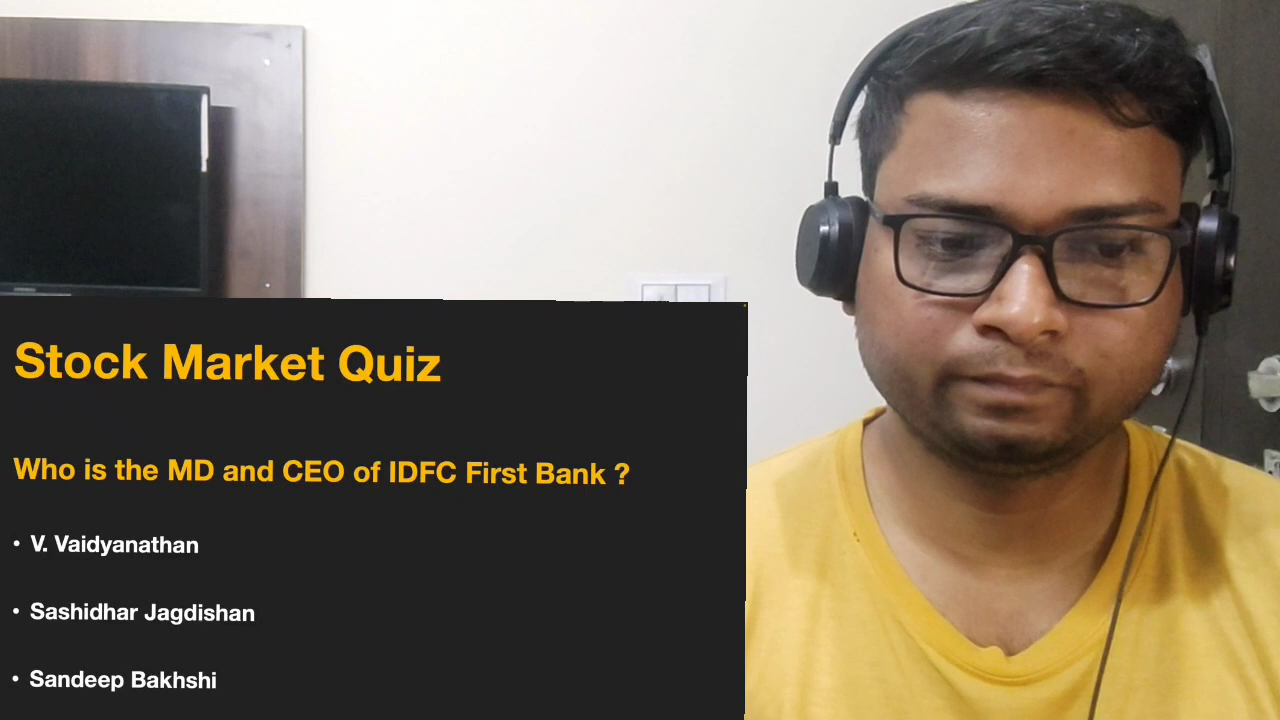 Stock Market Quiz
Who is the MD and CEO of IDFC First Bank ?
• V. Vaidyanathan
• Sashidhar Jagdishan
• Sandeep Bakhshi